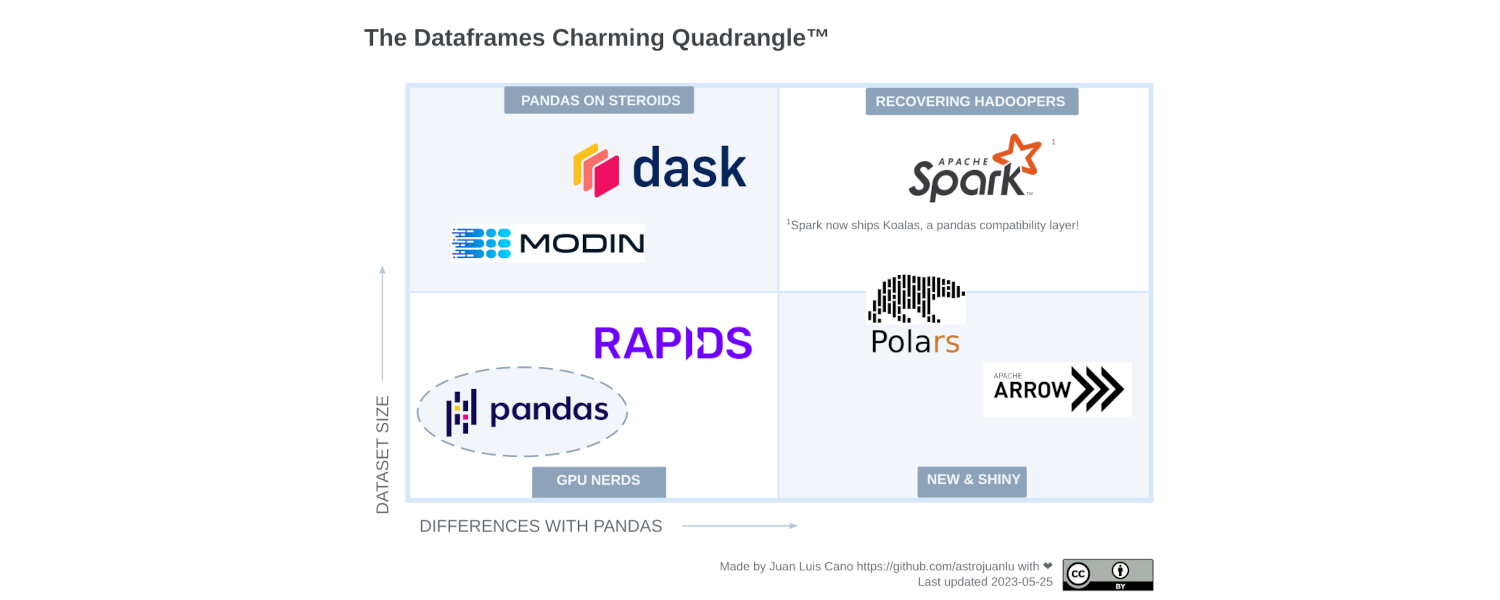 The Dataframes Charming Quadrangle™
PANDAS ON STEROIDS
RECOVERING HADOOPERS
dask
APACHE
Spark™ 1
MODIN
1Spark now ships Koalas, a pandas compatibility layer!
RAPIDS
Polars
pandas
APACHE
ARROW
GPU NERDS
NEW & SHINY
DATASET SIZE
DIFFERENCES WITH PANDAS
Made by Juan Luis Cano https://github.com/astrojuanlu with ❤
Last updated 2023-05-25
cc
BY